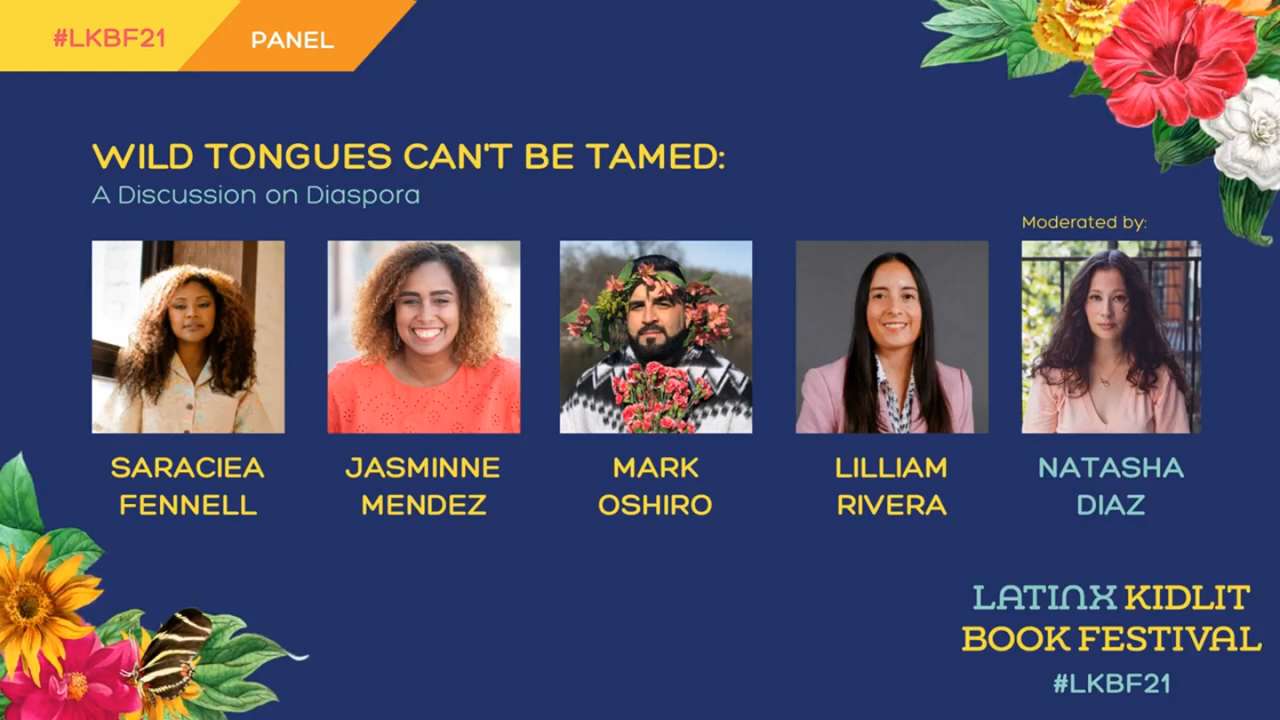 #LKBF21
PANEL
WILD TONGUES CAN'T BE TAMED:
A Discussion on Diaspora
Moderated by:
SARACIEA
FENNELL
JASMINNE
MENDEZ
MARK
OSHIRO
LILLIAM
RIVERA
NATASHA
DIAZ
LATINX KIDLIT
BOOK FESTIVAL
#LKBF21